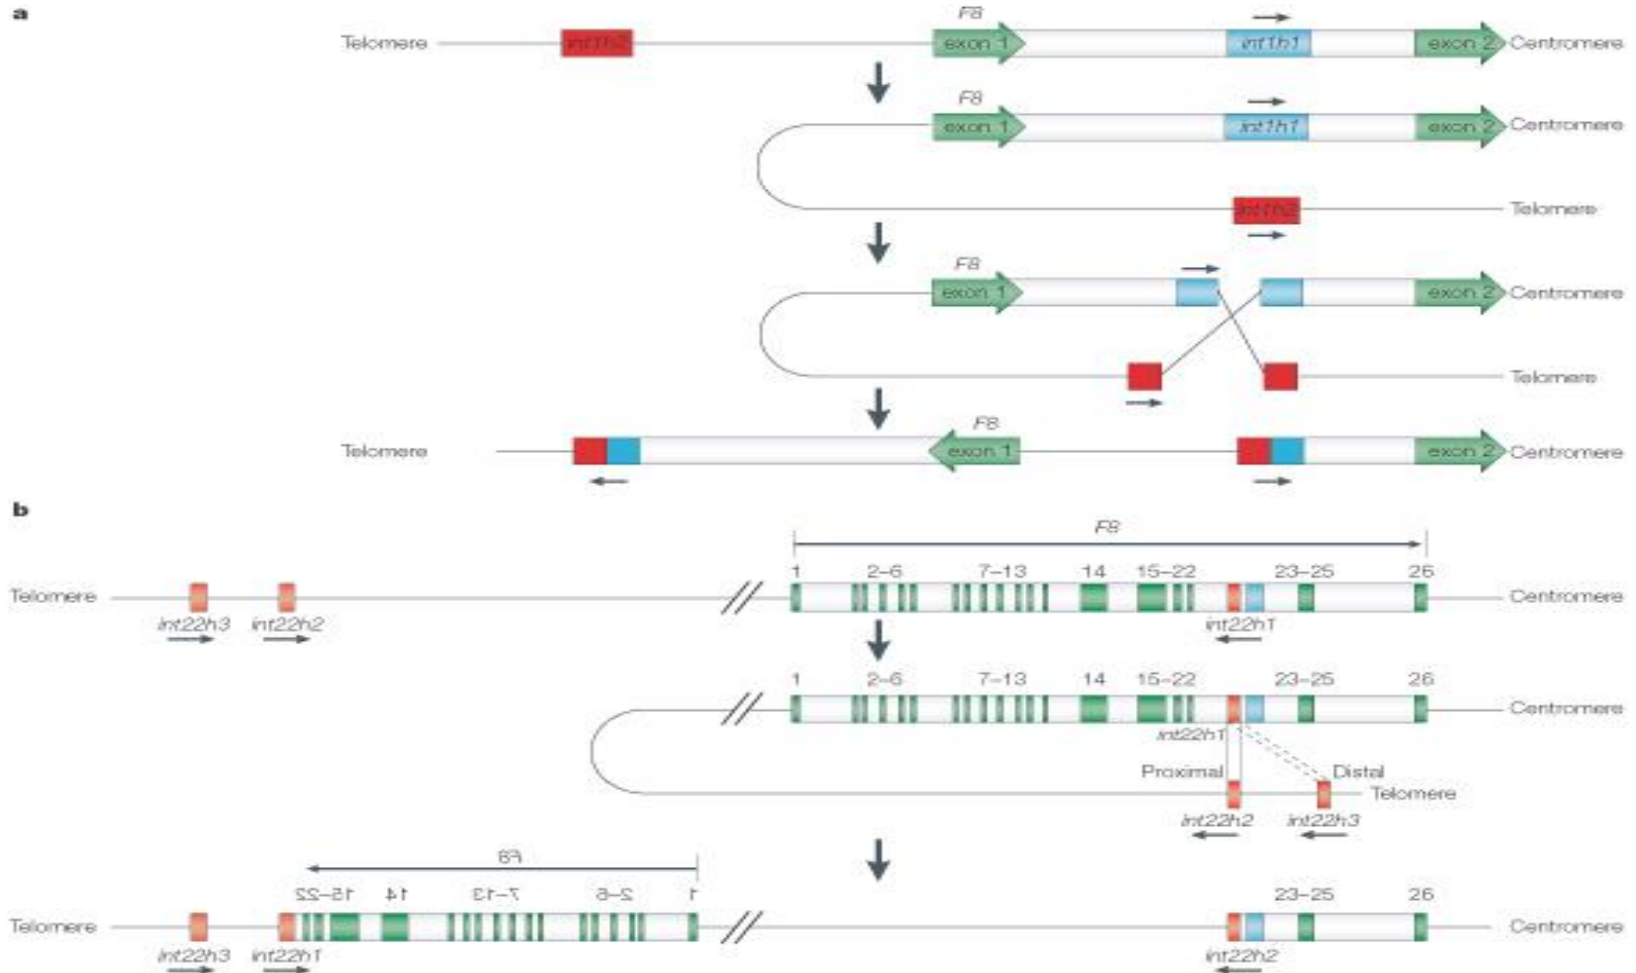 a
F8
Telomere int1h2 exon 1 int1h1 exon 2 Centromere
F8
exon 1 int1h1 exon 2 Centromere
int1h2 Telomere
F8
exon 1 exon 2 Centromere
Telomere
F8
Telomere exon 1 exon 2 Centromere
b
F8
1 2–6 7–13 14 15–22 23–25 26
Telomere Centromere
int22h3 int22h2 int22h1
1 2–6 7–13 14 15–22 23–25 26
Centromere
int22h1
Proximal Distal
Telomere
int22h2 int22h3
F8
15–22 14 7–13 2–6 1 23–25 26
Telomere Centromere
int22h3 int22h1 int22h2